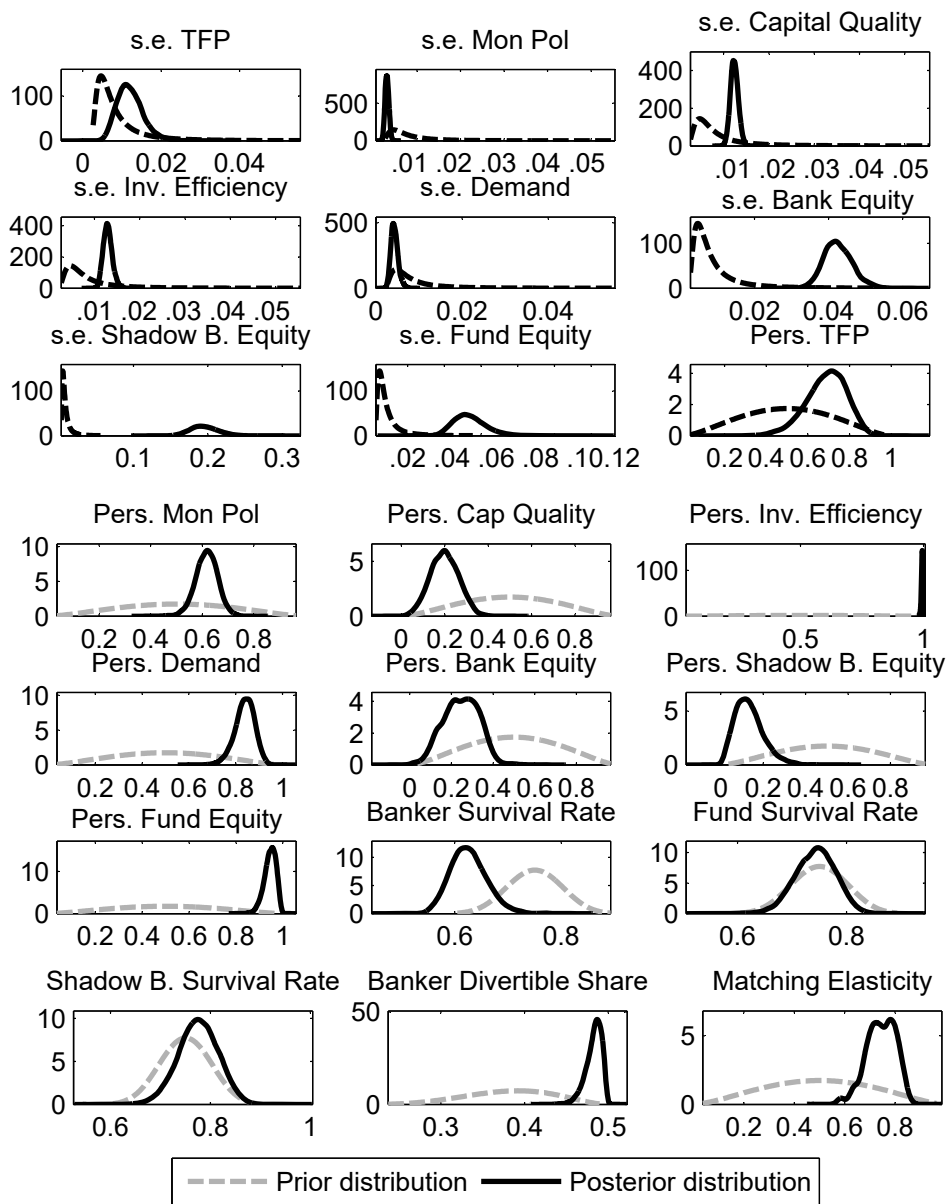 s.e. TFP
s.e. Mon Pol
s.e. Capital Quality
100
0
0 0.02 0.04
500
0
.01 .02 .03 .04 .05
400
200
0
.01 .02 .03 .04 .05
s.e. Inv. Efficiency
s.e. Demand
s.e. Bank Equity
400
200
0
.01 .02 .03 .04 .05
500
0
0 0.02 0.04
100
0
0.02 0.04 0.06
s.e. Shadow B. Equity
s.e. Fund Equity
Pers. TFP
100
0
0.1 0.2 0.3
100
0
.02 .04 .06 .08 .10.12
4
2
0
0.2 0.4 0.6 0.8 1
Pers. Mon Pol
Pers. Cap Quality
Pers. Inv. Efficiency
10
5
0
0.2 0.4 0.6 0.8
5
0
0 0.2 0.4 0.6 0.8
100
0
0.5 1
Pers. Demand
Pers. Bank Equity
Pers. Shadow B. Equity
10
5
0
0.2 0.4 0.6 0.8 1
4
2
0
0 0.2 0.4 0.6 0.8
5
0
0 0.2 0.4 0.6 0.8
Pers. Fund Equity
Banker Survival Rate
Fund Survival Rate
10
0
0.2 0.4 0.6 0.8 1
10
5
0
0.6 0.8
10
5
0
0.6 0.8
Shadow B. Survival Rate
Banker Divertible Share
Matching Elasticity
10
5
0
0.6 0.8 1
50
0
0.3 0.4 0.5
5
0
0.2 0.4 0.6 0.8
Prior distribution Posterior distribution